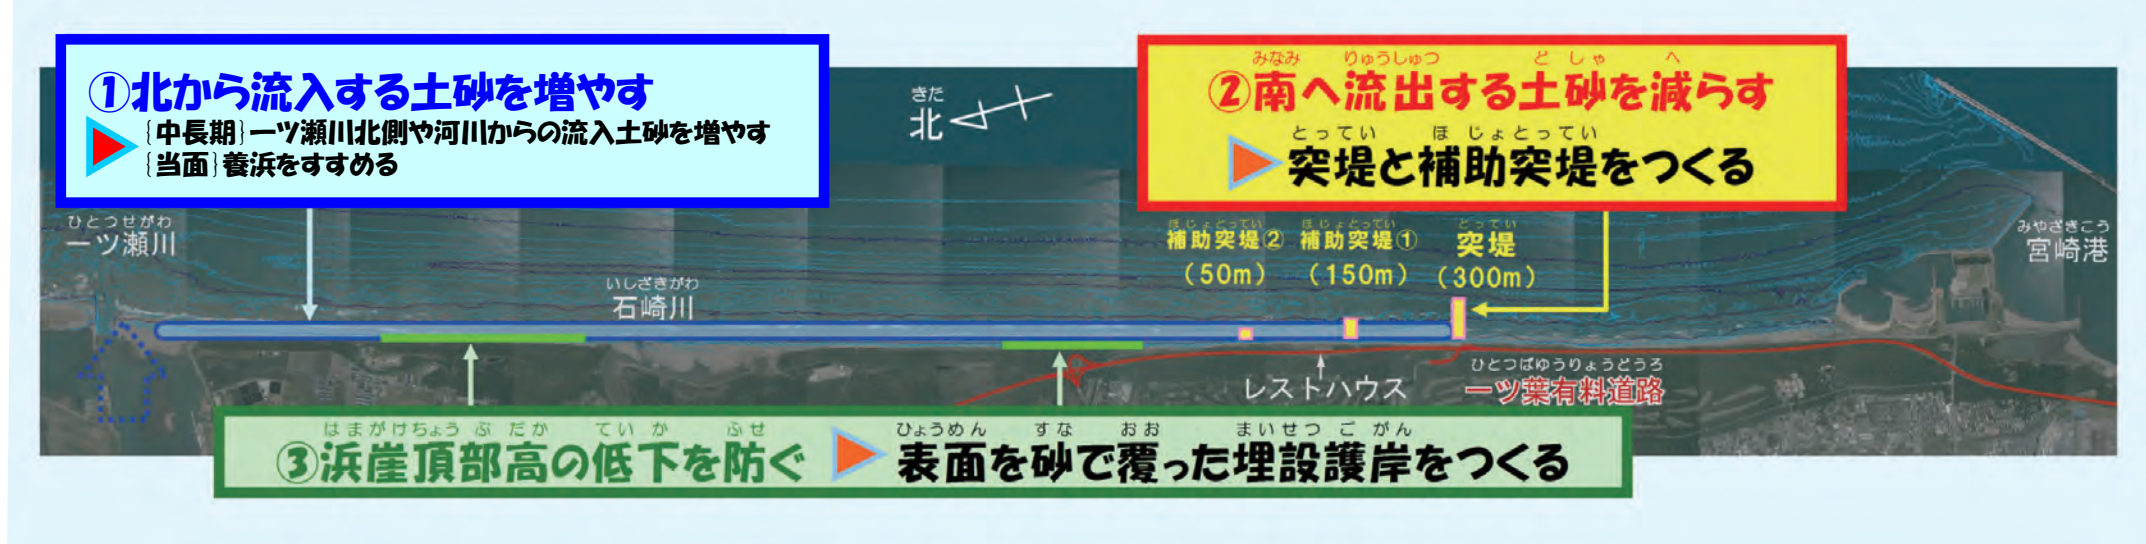 ①北から流入する土砂を増やす
{中長期}一ツ瀬川北側や河川からの流入土砂を増やす
{当面}養浜をすすめる
きた
北
みなみ りゅうしゅつ どしゃ へ
②南へ流出する土砂を減らす
とってい ほじょとってい
突堤と補助突堤をつくる
ひとつせがわ
一ツ瀬川
いしざきがわ
石崎川
ほじょとってい ほじょとってい とってい
補助突堤② 補助突堤① 突堤
(50m) (150m) (300m)
みやざきこう
宮崎港
レストハウス
ひとつばゆうりょうどうろ
一ツ葉有料道路
はまがけちょうぶだか ていか ふせ
③浜崖頂部高の低下を防ぐ
ひょうめん すな おお まいせつごがん
表面を砂で覆った埋設護岸をつくる